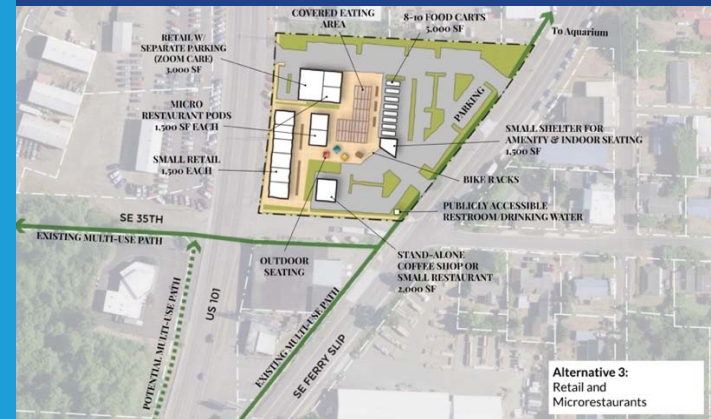 COVERED EATING
AREA
8-10 FOOD CARTS
5,000 SF
To Aquarium
RETAIL W/
SEPARATE PARKING
(ZOOM CARE)
3,000 SF
MICRO
RESTAURANT PODS
1,500 SF EACH
SMALL RETAIL
1,500 EACH
PARKING
SMALL SHELTER FOR
AMENITY & INDOOR SEATING
1,500 SF
BIKE RACKS
PUBLICLY ACCESSIBLE
RESTROOM/DRINKING WATER
SE 35TH
EXISTING MULTI-USE PATH
OUTDOOR
SEATING
STAND-ALONE
COFFEE SHOP OR
SMALL RESTAURANT
2,000 SF
POTENTIAL MULTI-USE PATH
US 101
EXISTING MULTI-USE PATH
SE FERRY SLIP
Alternative 3:
Retail and
Microrestaurants